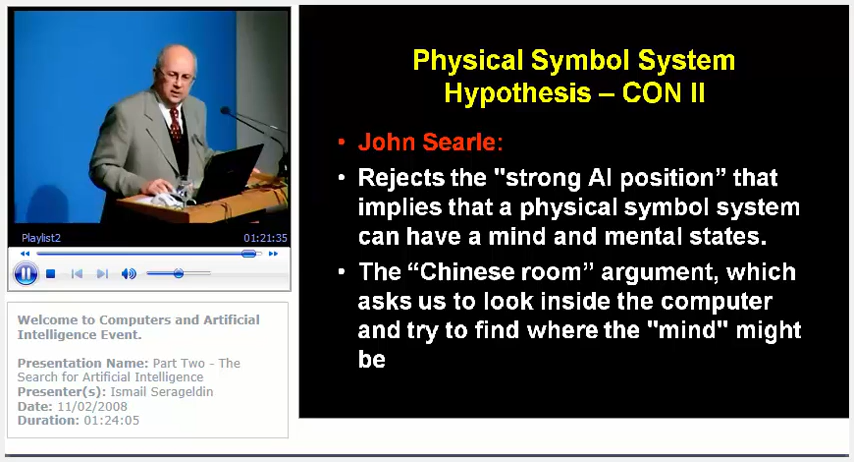 Physical Symbol System
Hypothesis – CON II
• John Searle:
• Rejects the "strong AI position" that
implies that a physical symbol system
can have a mind and mental states.
• The “Chinese room” argument, which
asks us to look inside the computer
and try to find where the "mind" might
be
Playlist2 01:21:35
Welcome to Computers and Artificial
Intelligence Event.
Presentation Name: Part Two - The
Search for Artificial Intelligence
Presenter(s): Ismail Serageldin
Date: 11/02/2008
Duration: 01:24:05